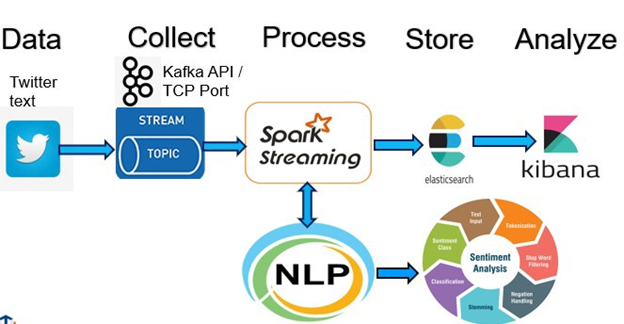 Data
Collect
Process
Store
Analyze
Twitter
text
Kafka API /
TCP Port
STREAM
TOPIC
Spark
Streaming
elasticsearch
kibana
NLP
Sentiment
Analysis
Text
Input
Tokenization
Stop Word
Filtering
Negation
Handling
Stemming
Classification
Sentiment
Class